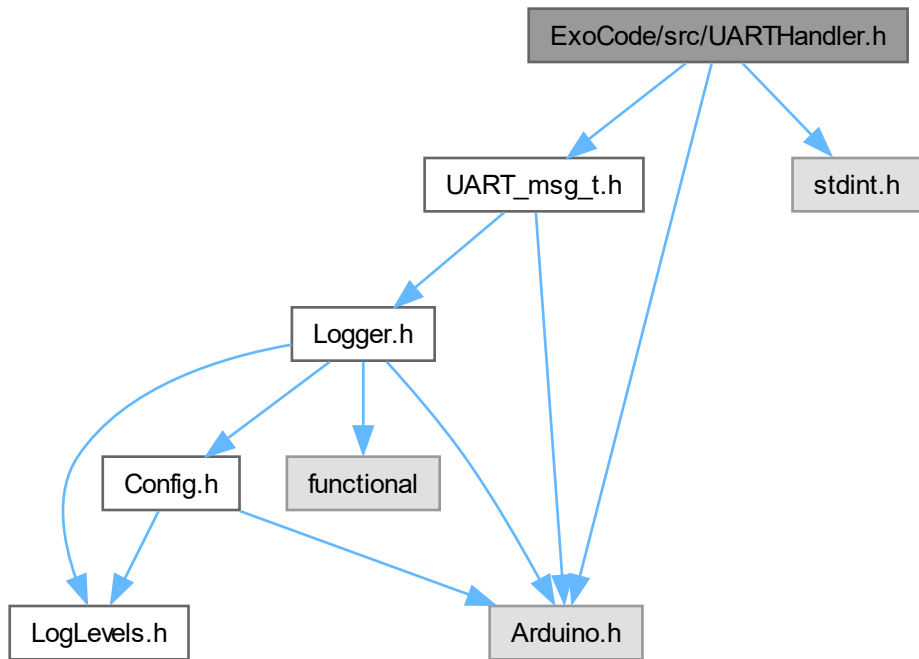 ExoCode/src/UARTHandler.h
UART_msg_t.h
stdint.h
Logger.h
Config.h
functional
LogLevels.h
Arduino.h